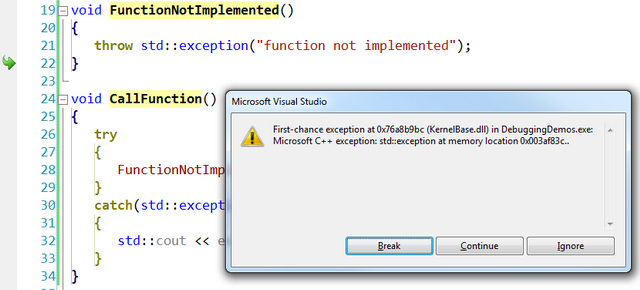 19 void FunctionNotImplemented()
20 {
21 throw std::exception("function not implemented");
22 }
23
24 void CallFunction()
25 {
26 try
27 {
28 FunctionNotImp
29 }
30 catch(std::except
31 {
32 std::cout << e
33 }
34 }
Microsoft Visual Studio
First-chance exception at 0x76a8b9bc (KernelBase.dll) in DebuggingDemos.exe:
Microsoft C++ exception: std::exception at memory location 0x003af83c..
Break Continue Ignore